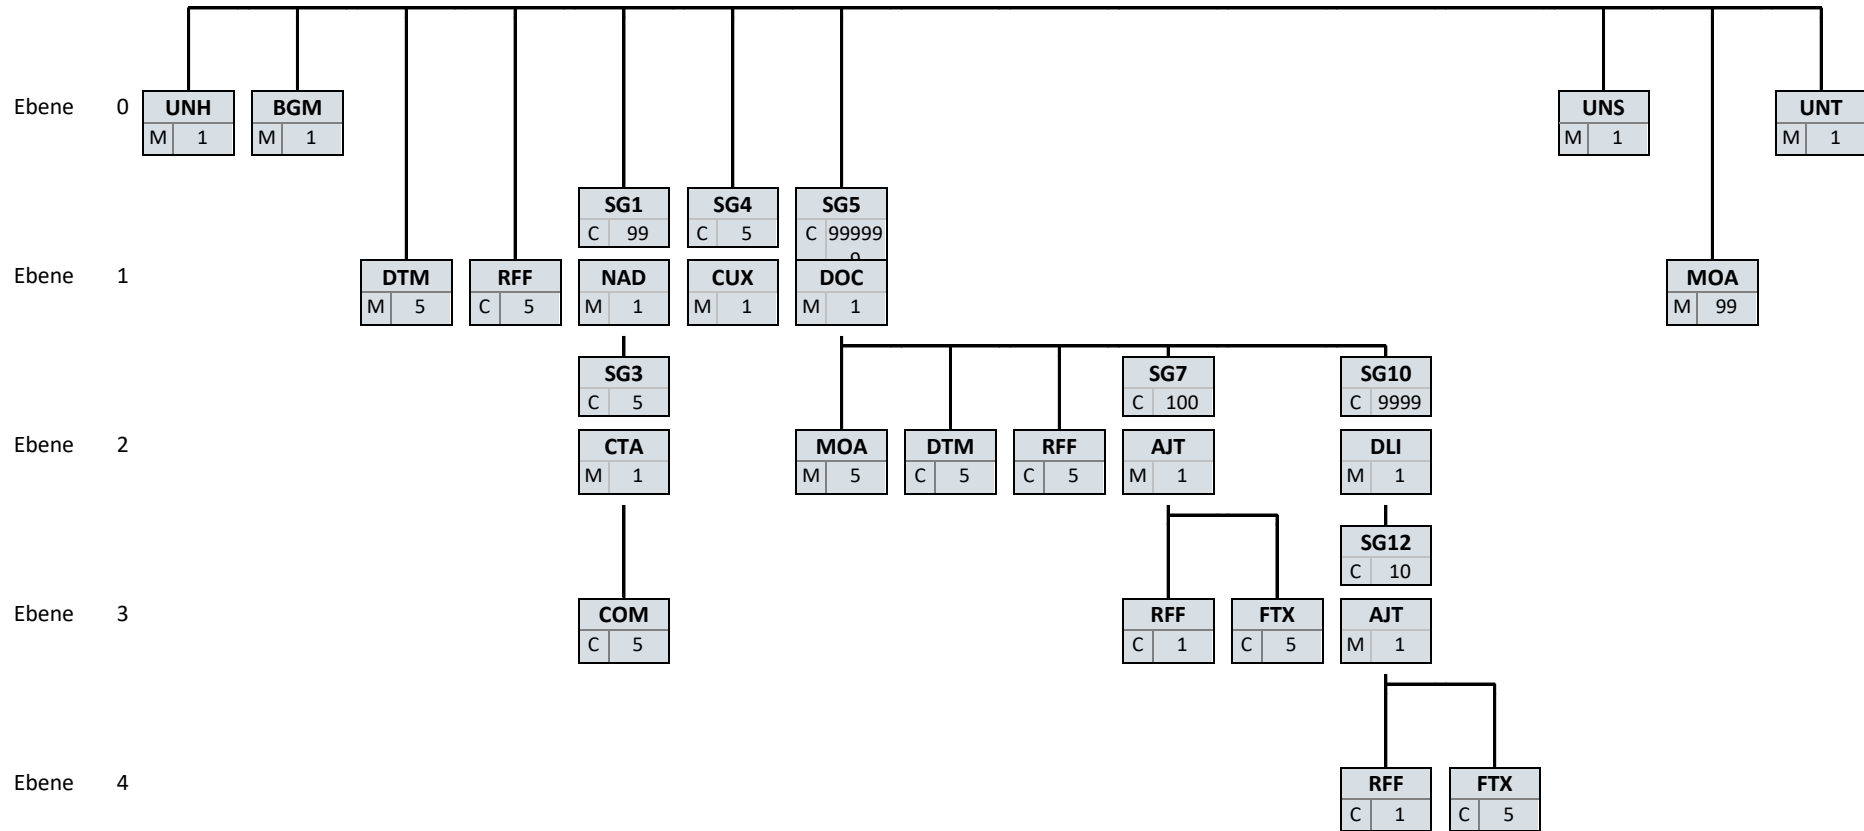 Ebene 0 UNH BGM UNS UNT
M 1 M 1 M 1 M 1
SG1 SG4 SG5
C 99 C 5 C 99999
9
Ebene 1 DTM RFF NAD CUX DOC MOA
M 5 C 5 M 1 M 1 M 1 M 99
SG3 SG7 SG10
C 5 C 100 C 9999
Ebene 2 CTA MOA DTM RFF AJT DLI
M 1 M 5 C 5 C 5 M 1 M 1
SG12
C 10
Ebene 3 COM RFF FTX AJT
C 5 C 1 C 5 M 1
Ebene 4 RFF FTX
C 1 C 5